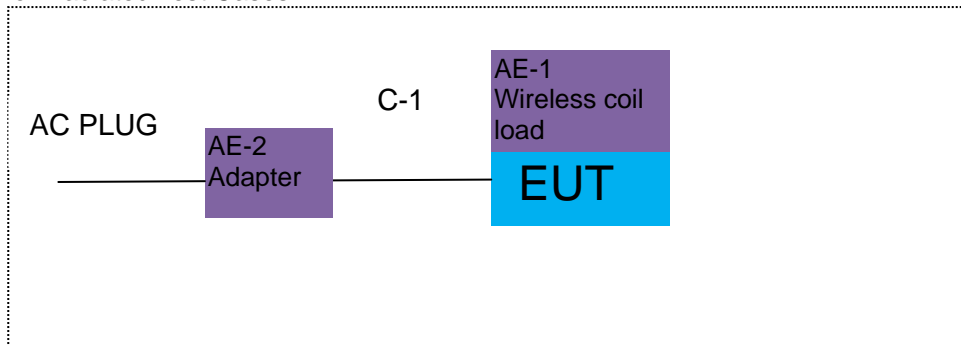 AC PLUG
AE-2
Adapter
C-1
AE-1
Wireless coil
load
EUT